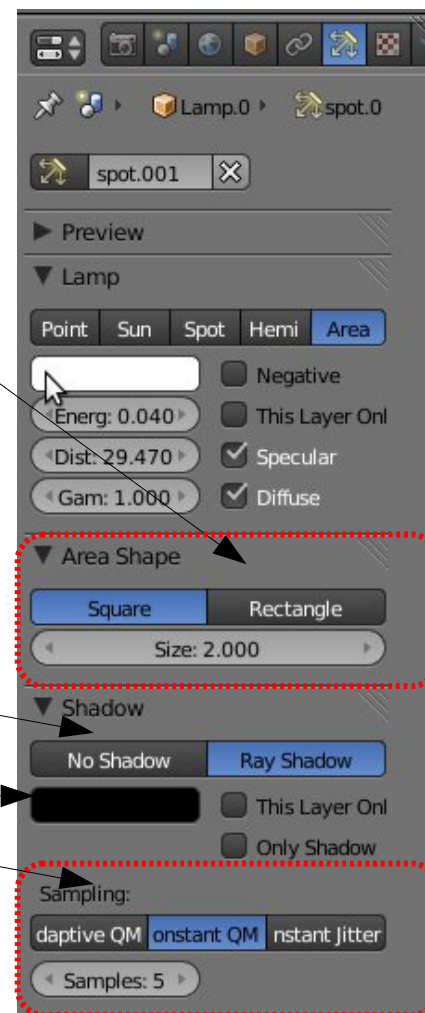 Lamp.0 spot.0
spot.001
Preview
Lamp
Point Sun Spot Hemi Area
Negative
Energ: 0.040 This Layer Onl
Dist: 29.470 Specular
Gam: 1.000 Diffuse
Area Shape
Square Rectangle
Size: 2.000
Shadow
No Shadow Ray Shadow
This Layer Onl
Only Shadow
Sampling:
daptive QM onstant QM nstant Jitter
Samples: 5